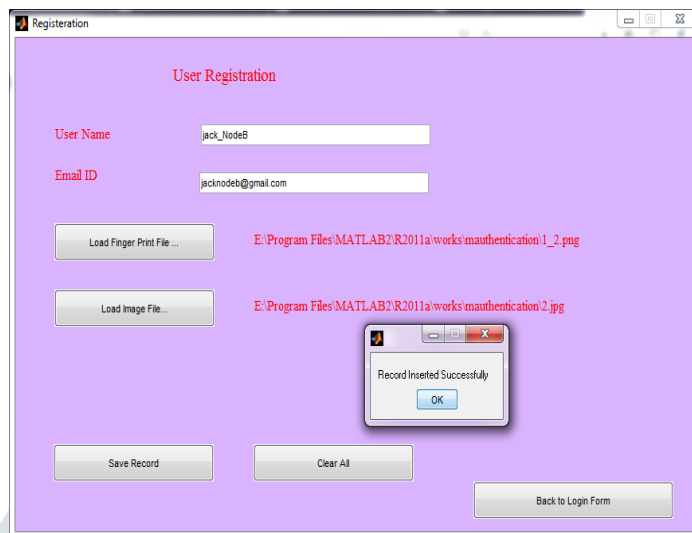 Registeration
User Registration
User Name
jack_NodeB
Email ID
jacknodeb@gmail.com
Load Finger Print File ...
E:\Program Files\MATLAB2\R2011a\works\mauthentication\1_2.png
Load Image File...
E:\Program Files\MATLAB2\R2011a\works\mauthentication\2.jpg
Record Inserted Successfully
OK
Save Record
Clear All
Back to Login Form